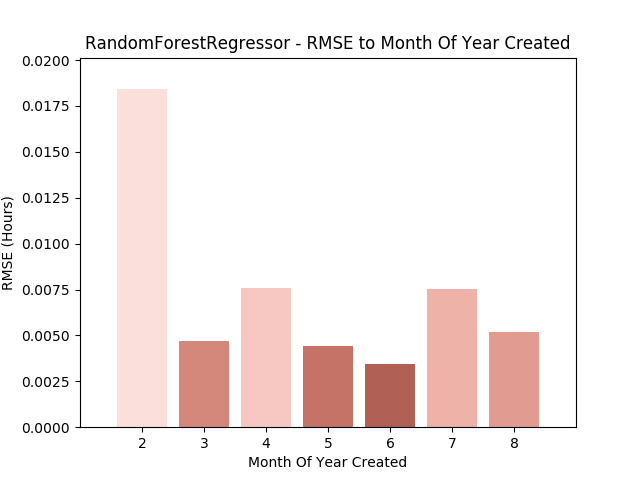 RandomForestRegressor - RMSE to Month Of Year Created
0.0200
0.0175
0.0150
0.0125
0.0100
0.0075
0.0050
0.0025
0.0000
RMSE (Hours)
2 3 4 5 6 7 8
Month Of Year Created